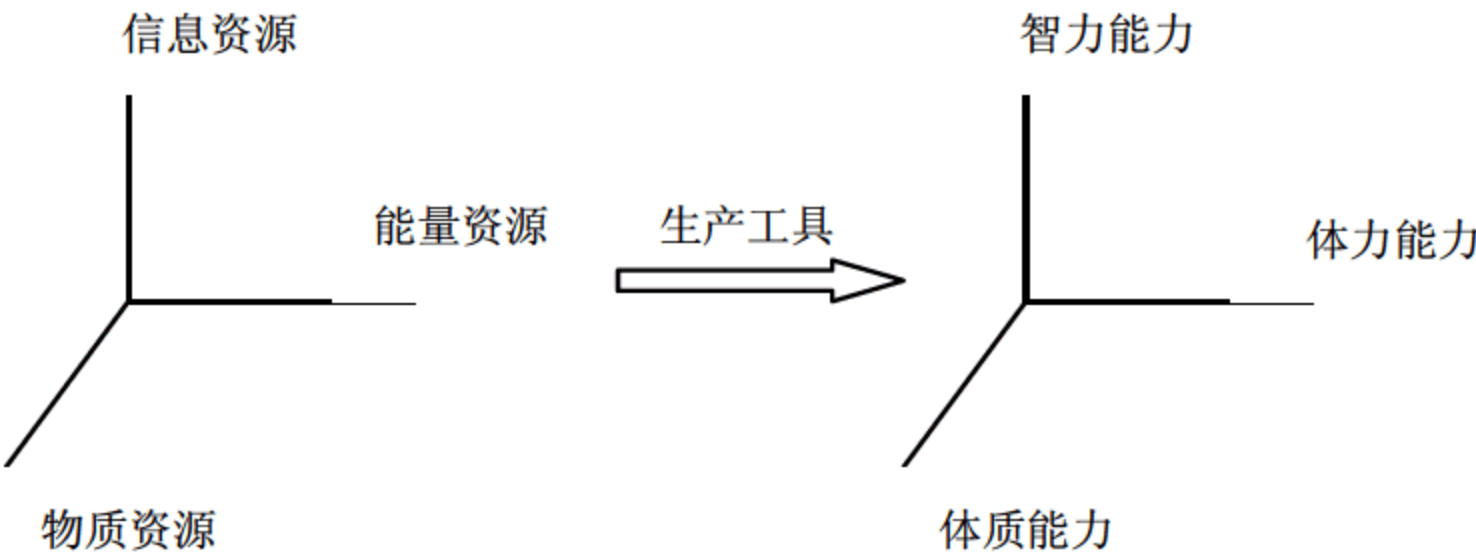 信息资源
智力能力
能量资源
生产工具
体力能力
物质资源
体质能力